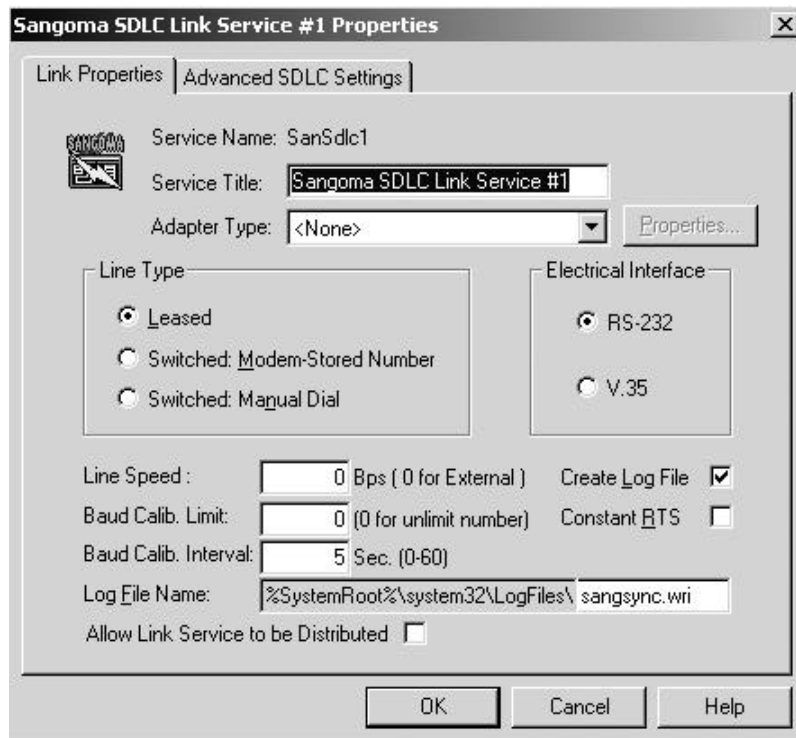 Sangoma SDLC Link Service #1 Properties
Link Properties
Advanced SDLC Settings
SANGOMA
Service Name: SanSdlc1
Service Title: Sangoma SDLC Link Service #1
Adapter Type: <None>
Properties...
Line Type
Leased
Switched: Modem-Stored Number
Switched: Manual Dial
Electrical Interface
RS-232
V.35
Line Speed : 0 Bps ( 0 for External )
Create Log File
Baud Calib. Limit: 0 (0 for unlimit number)
Constant RTS
Baud Calib. Interval: 5 Sec. (0-60)
Log File Name: %SystemRoot%\system32\LogFiles\ sangsync.wri
Allow Link Service to be Distributed
OK
Cancel
Help